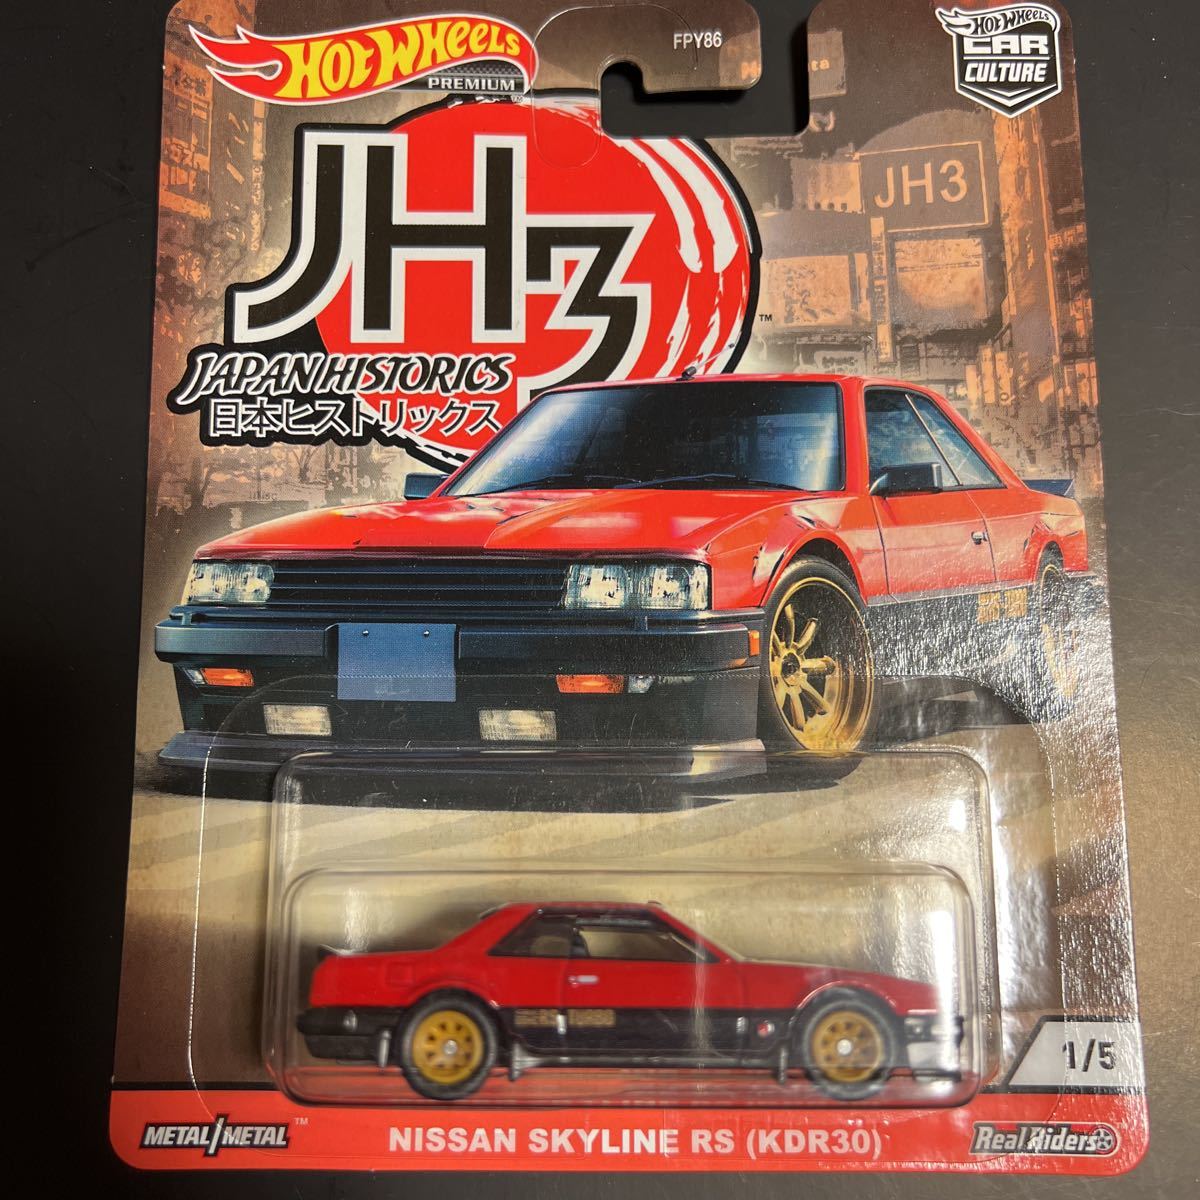 HOT WHEELS
PREMIUM
FPY86
HOT WHEELS
CAR
CULTURE
JH3
JH3
JAPAN HISTORICS
日本ヒストリックス
1/5
METAL/METAL™
NISSAN SKYLINE RS (KDR30)
Real Riders